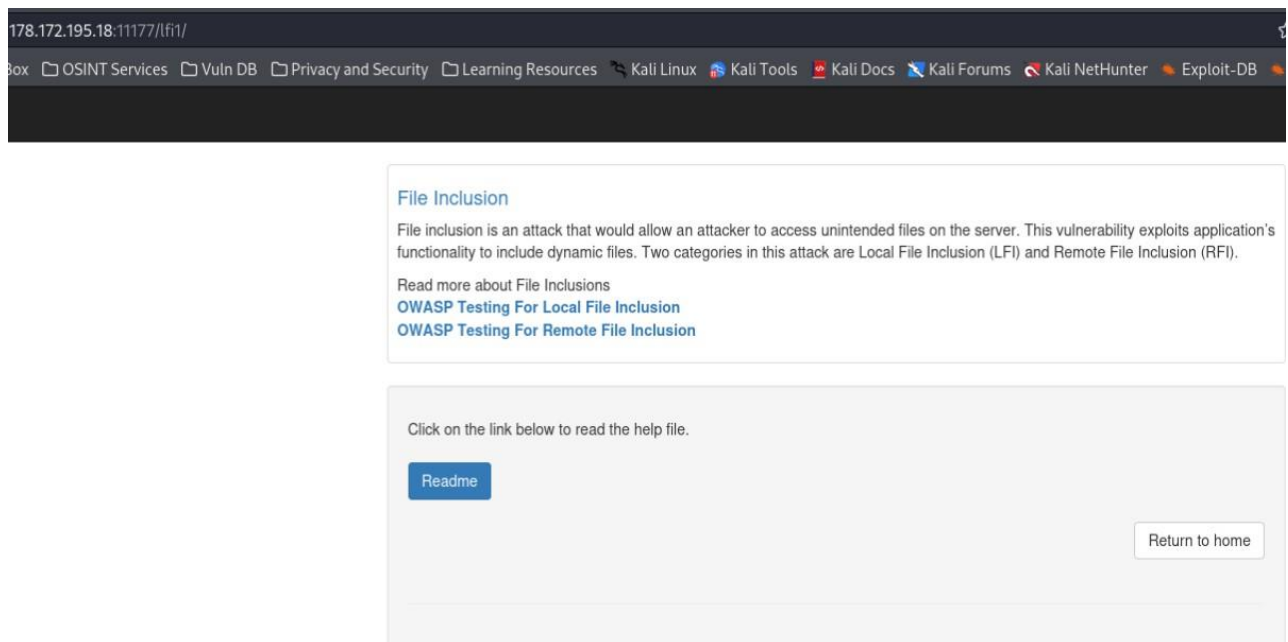 178.172.195.18:11177/lfi1/
Box OSINT Services Vuln DB Privacy and Security Learning Resources Kali Linux Kali Tools Kali Docs Kali Forums Kali NetHunter Exploit-DB
File Inclusion
File inclusion is an attack that would allow an attacker to access unintended files on the server. This vulnerability exploits application's
functionality to include dynamic files. Two categories in this attack are Local File Inclusion (LFI) and Remote File Inclusion (RFI).
Read more about File Inclusions
OWASP Testing For Local File Inclusion
OWASP Testing For Remote File Inclusion
Click on the link below to read the help file.
Readme
Return to home